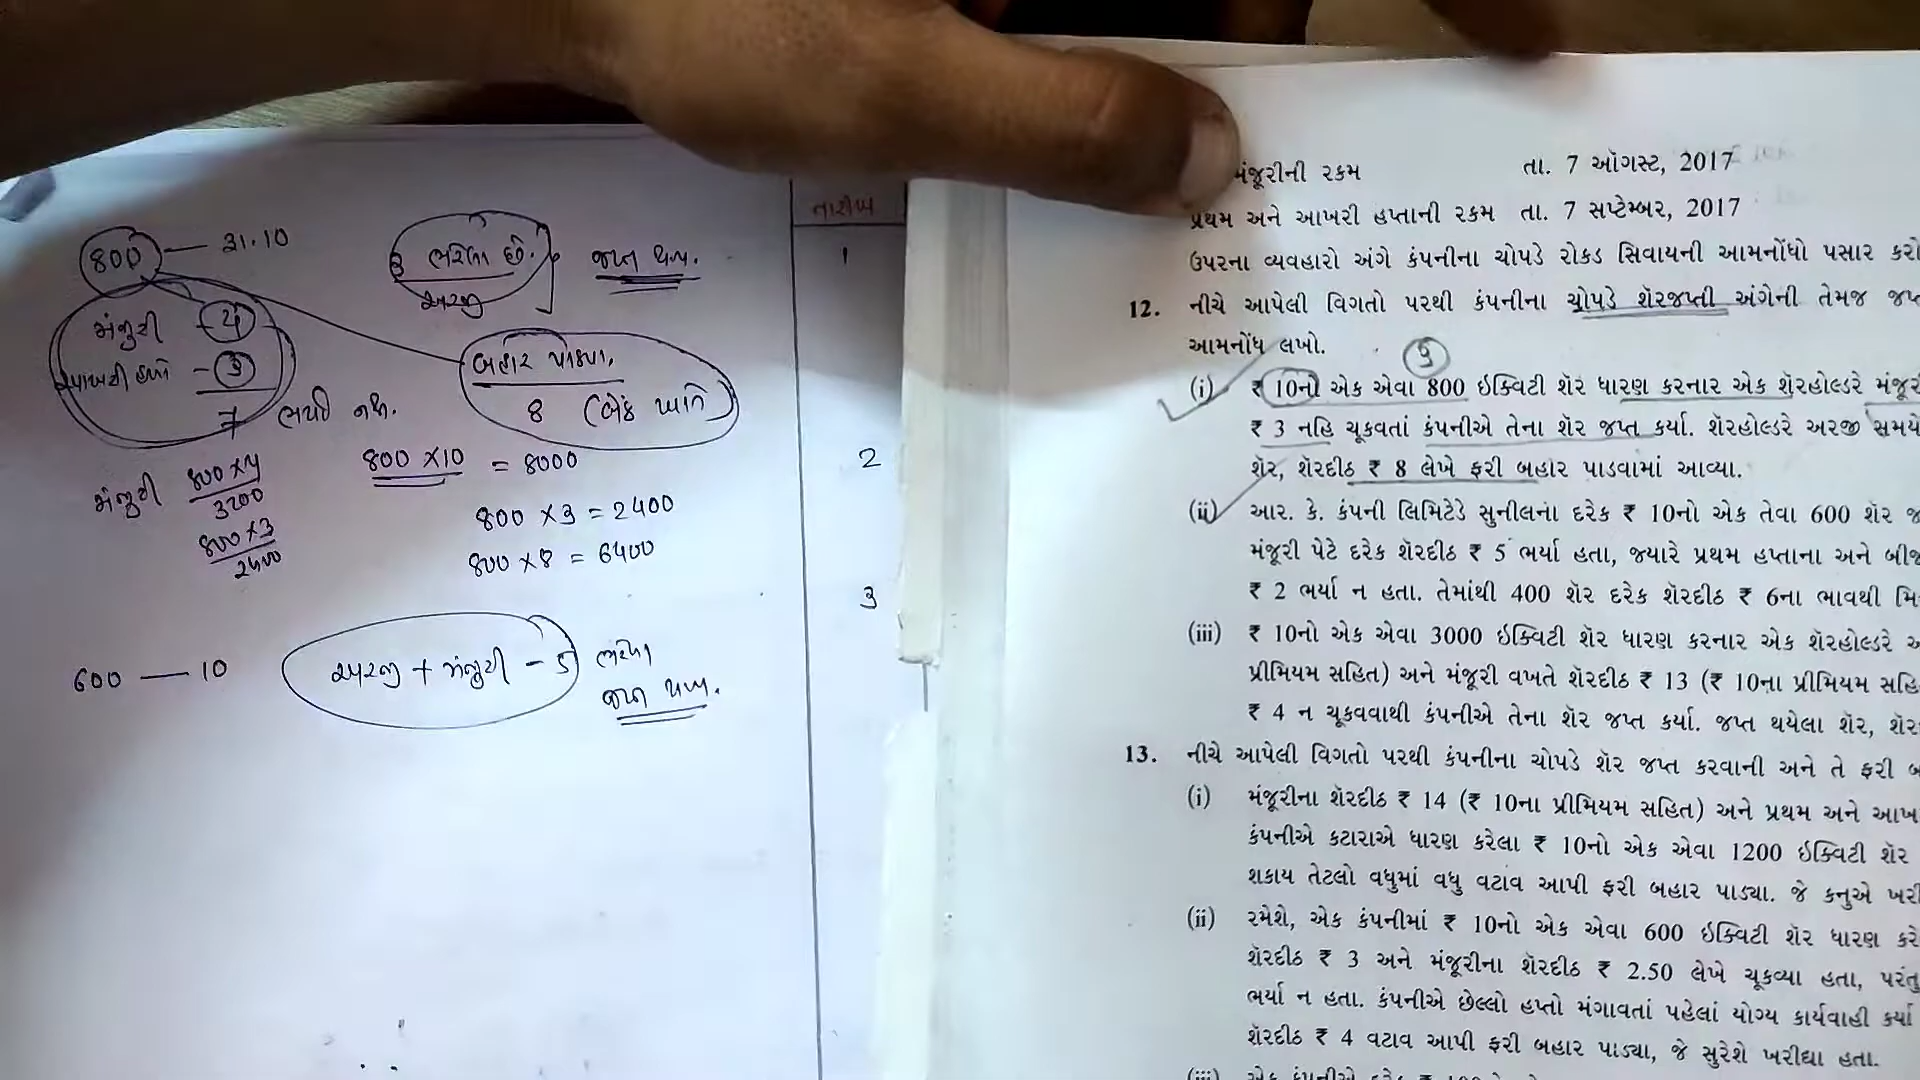 800 — રૂા.10
મંજુરી - 4
આખરી હપ્તો - 3
7 ભર્યા નથી.
3 ભરેલા છે.
અરજી
જપ્ત થાય.
બહાર પાડ્યા.
8 (બેંક ખાતે)
મંજુરી 800 × 4
3200
800 × 3
2400
800 × 10 = 8000
800 × 3 = 2400
800 × 8 = 6400
600 — 10
અરજી + મંજુરી - 5 ભરેલા
જપ્ત થાય.
તારીખ
1
2
3
મંજૂરીની રકમ તા. 7 ઑગસ્ટ, 2017
પ્રથમ અને આખરી હપ્તાની રકમ તા. 7 સપ્ટેમ્બર, 2017
ઉપરના વ્યવહારો અંગે કંપનીના ચોપડે રોકડ સિવાયની આમનોંધો પસાર કરો
12. નીચે આપેલી વિગતો પરથી કંપનીના ચોપડે શૅરજપ્તી અંગેની તેમજ જપ્ત
આમનોંધ લખો.
3
(i) ₹ 10નો એક એવા 800 ઇક્વિટી શૅર ધારણ કરનાર એક શૅરહોલ્ડરે મંજૂર
₹ 3 નહિ ચૂકવતાં કંપનીએ તેના શૅર જપ્ત કર્યા. શૅરહોલ્ડરે અરજી સમયે
શૅર, શૅરદીઠ ₹ 8 લેખે ફરી બહાર પાડવામાં આવ્યા.
(ii) આર. કે. કંપની લિમિટેડે સુનીલના દરેક ₹ 10નો એક તેવા 600 શૅર જ
મંજૂરી પેટે દરેક શૅરદીઠ ₹ 5 ભર્યા હતા, જ્યારે પ્રથમ હપ્તાના અને બીજ
₹ 2 ભર્યા ન હતા. તેમાંથી 400 શૅર દરેક શૅરદીઠ ₹ 6ના ભાવથી મિ
(iii) ₹ 10નો એક એવા 3000 ઇક્વિટી શૅર ધારણ કરનાર એક શૅરહોલ્ડરે અ
પ્રીમિયમ સહિત) અને મંજૂરી વખતે શૅરદીઠ ₹ 13 (₹ 10ના પ્રીમિયમ સહિ
₹ 4 ન ચૂકવવાથી કંપનીએ તેના શૅર જપ્ત કર્યા. જપ્ત થયેલા શૅર, શૅર
13. નીચે આપેલી વિગતો પરથી કંપનીના ચોપડે શૅર જપ્ત કરવાની અને તે ફરી બ
(i) મંજૂરીના શૅરદીઠ ₹ 14 (₹ 10ના પ્રીમિયમ સહિત) અને પ્રથમ અને આખ
કંપનીએ કટારાએ ધારણ કરેલા ₹ 10નો એક એવા 1200 ઇક્વિટી શૅર
શકાય તેટલો વધુમાં વધુ વટાવ આપી ફરી બહાર પાડ્યા. જે કનુએ ખરી
(ii) રમેશે, એક કંપનીમાં ₹ 10નો એક એવા 600 ઇક્વિટી શૅર ધારણ કરે
શૅરદીઠ ₹ 3 અને મંજૂરીના શૅરદીઠ ₹ 2.50 લેખે ચૂકવ્યા હતા, પરંતુ
ભર્યા ન હતા. કંપનીએ છેલ્લો હપ્તો મંગાવતાં પહેલાં યોગ્ય કાર્યવાહી કર્યા
શૅરદીઠ ₹ 4 વટાવ આપી ફરી બહાર પાડ્યા, જે સુરેશે ખરીદ્યા હતા.
(iii) એક કંપનીએ દરેક ₹ 100